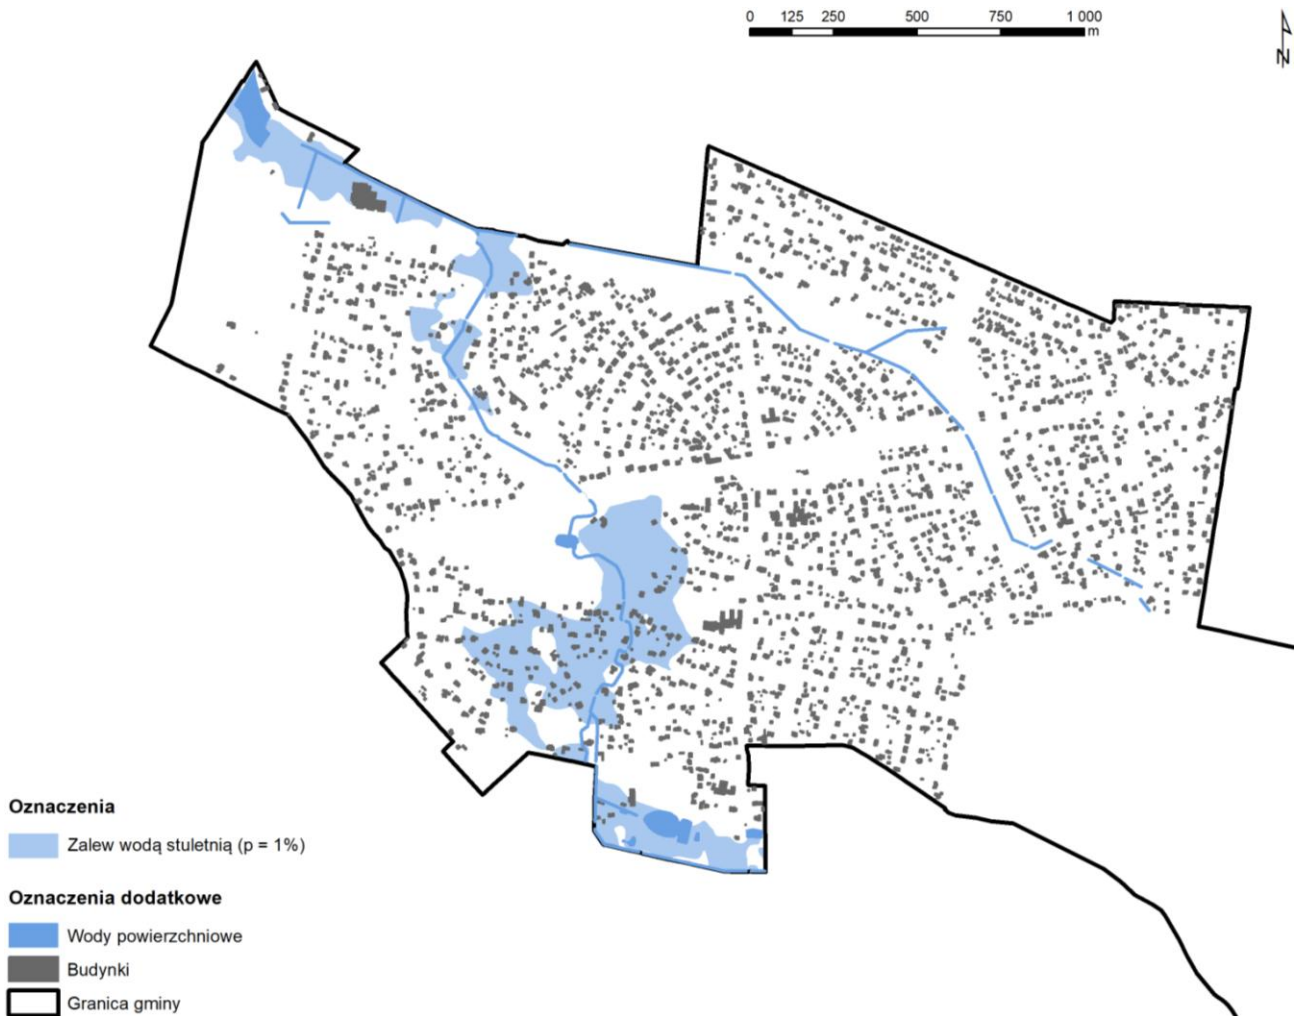 0 125 250 500 750 1 000
m
N
Oznaczenia
Zalew wodą stuletnią (p = 1%)
Oznaczenia dodatkowe
Wody powierzchniowe
Budynki
Granica gminy